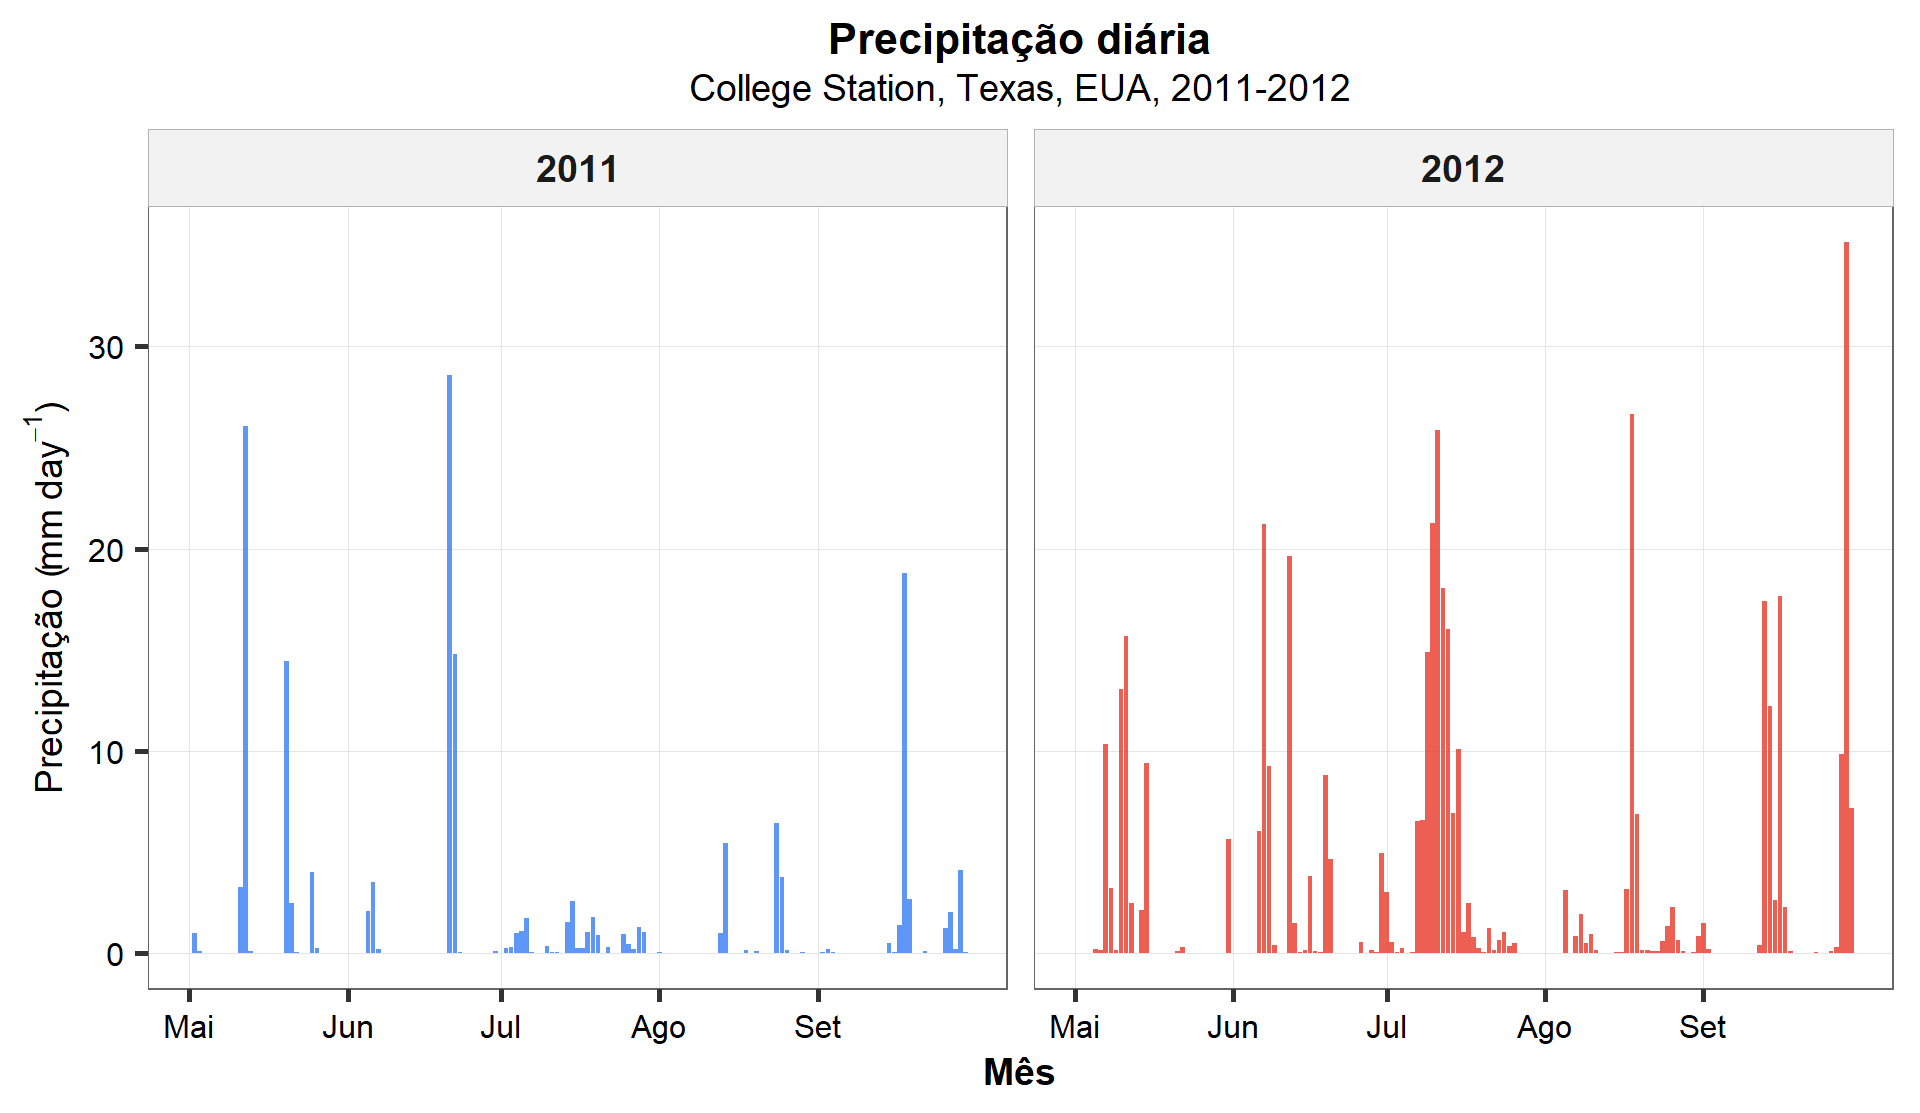 Precipitação diária
College Station, Texas, EUA, 2011-2012
2011
2012
Precipitação (mm day⁻¹)
30
20
10
0
Mai Jun Jul Ago Set
Mai Jun Jul Ago Set
Mês